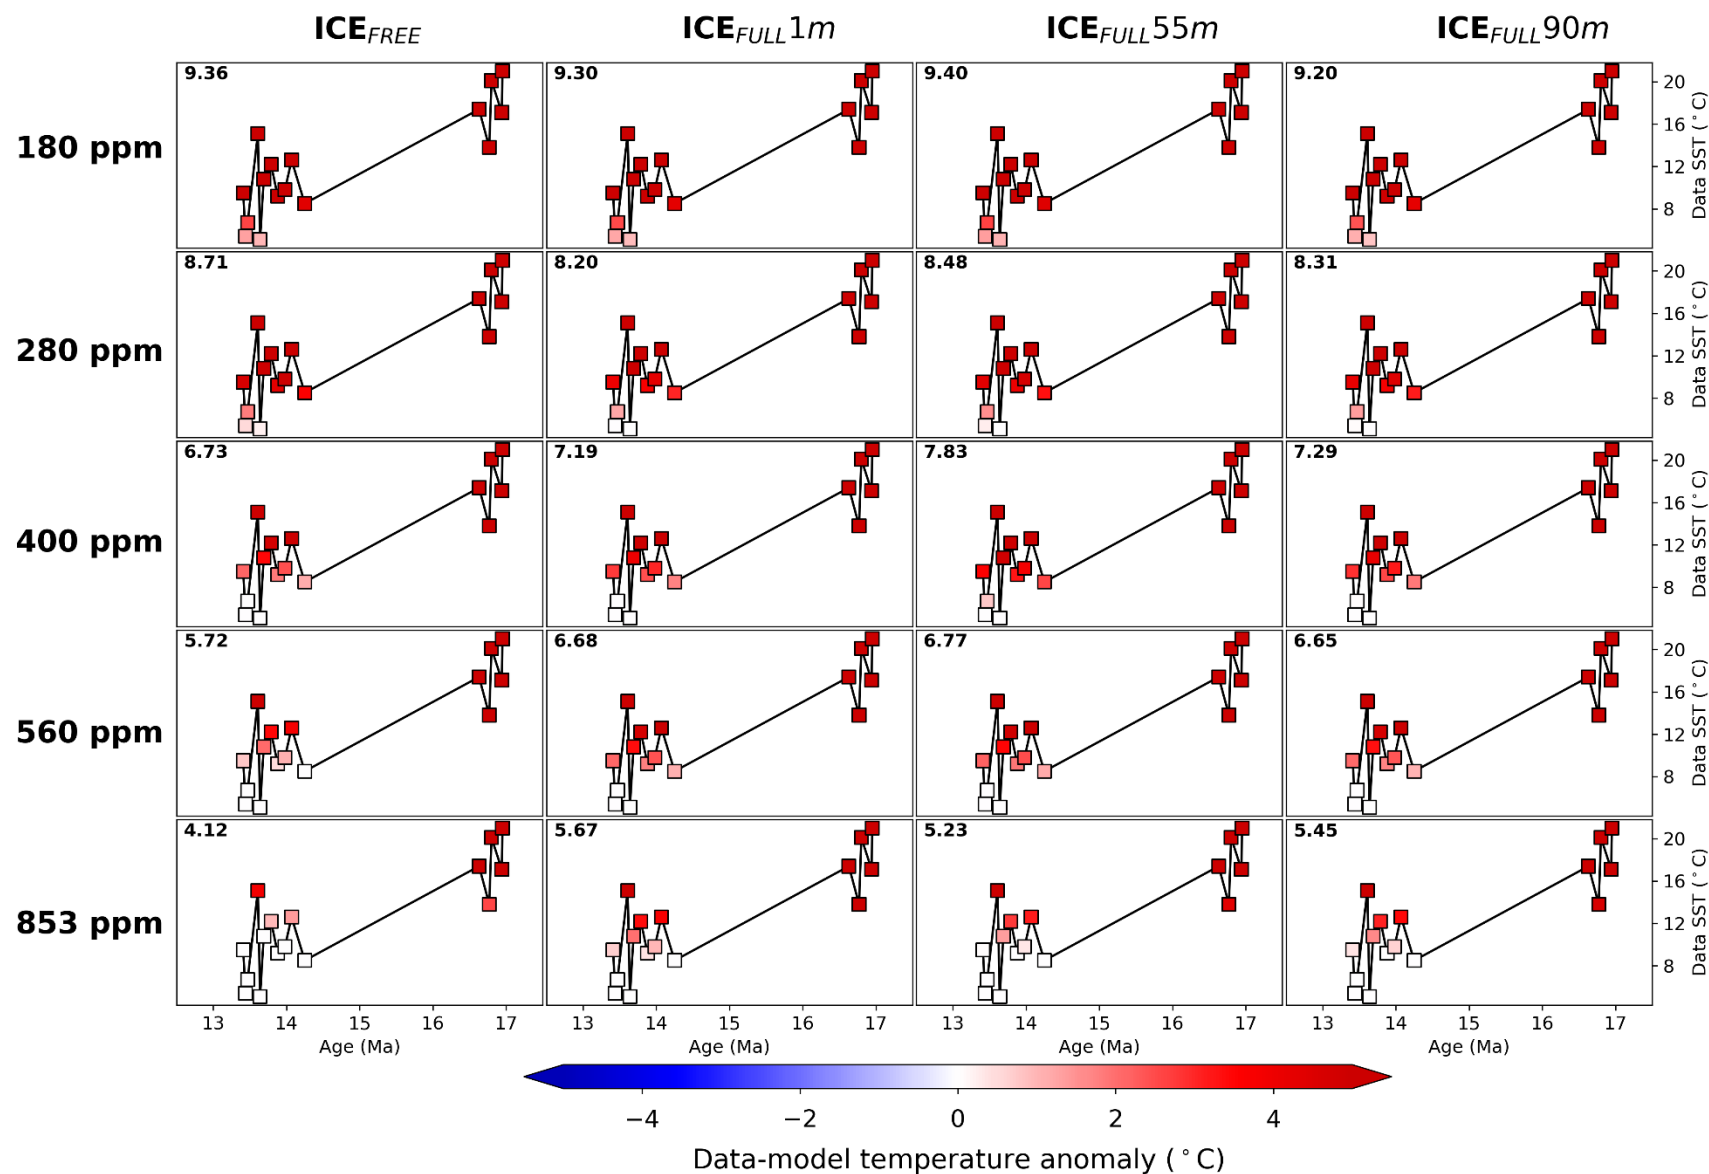 ICE_FREE ICE_FULL1m ICE_FULL55m ICE_FULL90m
180 ppm
9.36 9.30 9.40 9.20
20
16
12
8
Data SST (°C)
280 ppm
8.71 8.20 8.48 8.31
20
16
12
8
Data SST (°C)
400 ppm
6.73 7.19 7.83 7.29
20
16
12
8
Data SST (°C)
560 ppm
5.72 6.68 6.77 6.65
20
16
12
8
Data SST (°C)
853 ppm
4.12 5.67 5.23 5.45
20
16
12
8
Data SST (°C)
13 14 15 16 17 13 14 15 16 17 13 14 15 16 17 13 14 15 16 17
Age (Ma) Age (Ma) Age (Ma) Age (Ma)
−4 −2 0 2 4
Data-model temperature anomaly (°C)